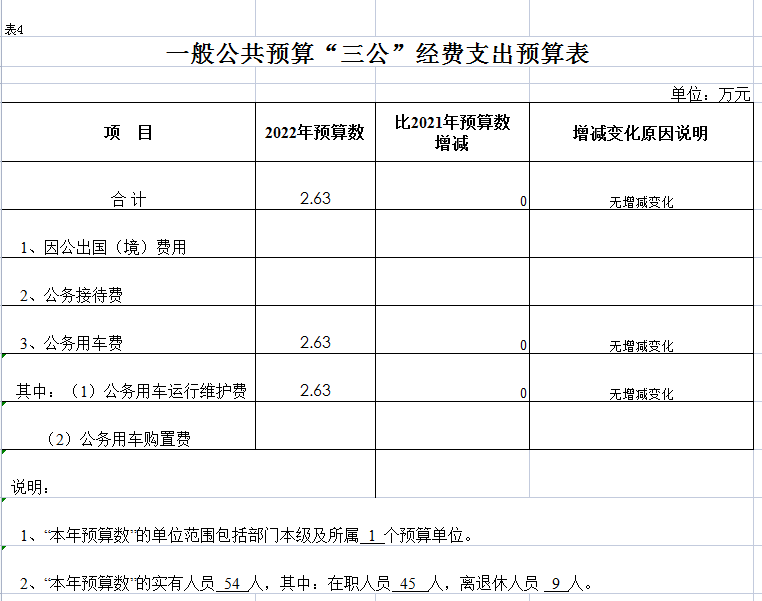 表4
一般公共预算“三公”经费支出预算表
单位：万元
项 目 2022年预算数 比2021年预算数增减 增减变化原因说明
合 计 2.63 0 无增减变化
1、因公出国（境）费用
2、公务接待费
3、公务用车费 2.63 0 无增减变化
其中：（1）公务用车运行维护费 2.63 0 无增减变化
（2）公务用车购置费
说明：
1、“本年预算数”的单位范围包括部门本级及所属 1 个预算单位。
2、“本年预算数”的实有人员 54 人，其中：在职人员 45 人，离退休人员 9 人。